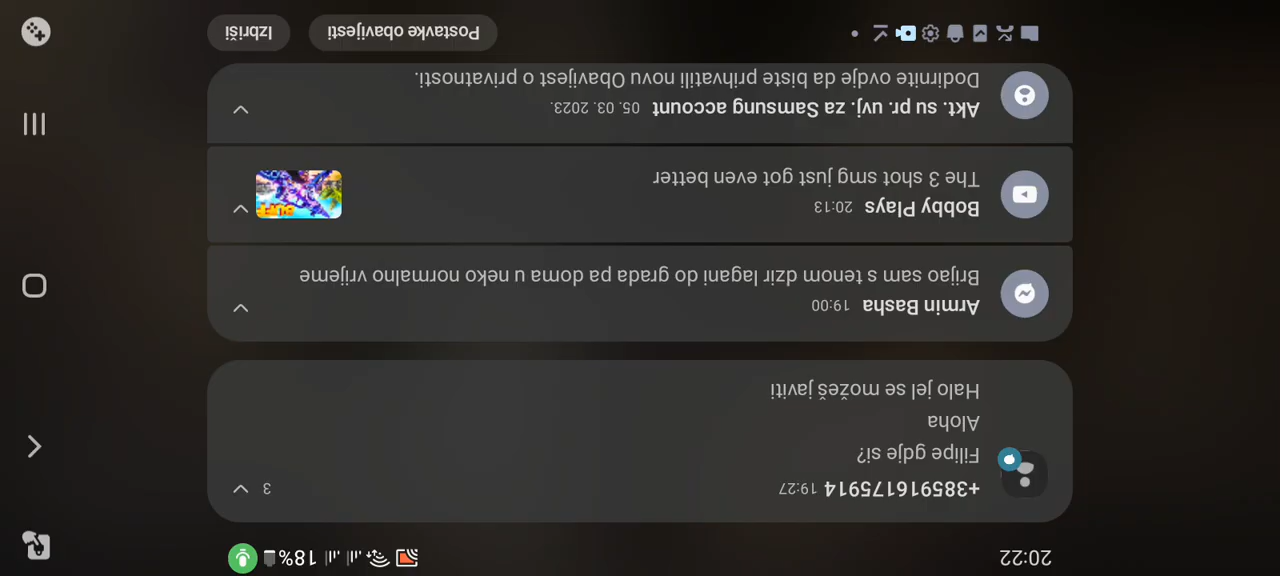 20:22
18%
+385916175914 19:27
3
Filipe gdje si?
Aloha
Halo jel se možeš javiti
Armin Basha 19:00
Brijao sam s tenom dzir lagani do grada pa doma u neko normalno vrijeme
Bobby Plays 20:13
The 3 shot smg just got even better
BUFF
Akt. su pr. uvj. za Samsung account 05. 03. 2023.
Dodirnite ovdje da biste prihvatili novu Obavijest o privatnosti.
Postavke obavijesti
Izbriši